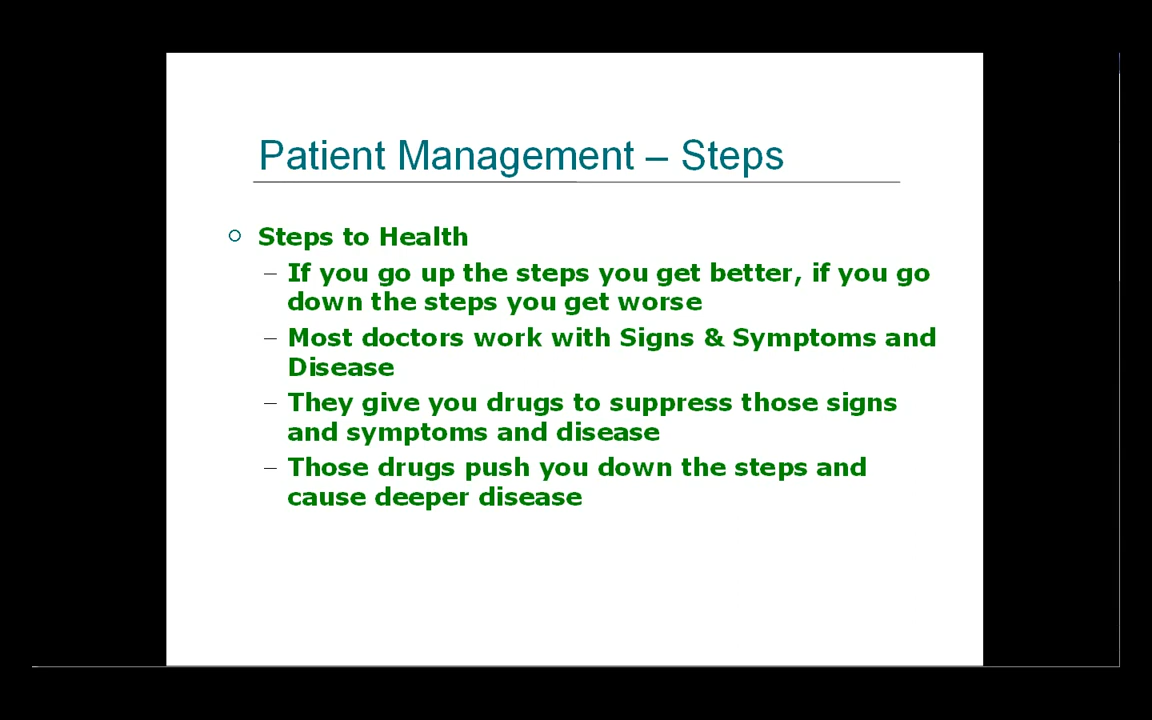 Patient Management – Steps
Steps to Health
– If you go up the steps you get better, if you go
down the steps you get worse
– Most doctors work with Signs & Symptoms and
Disease
– They give you drugs to suppress those signs
and symptoms and disease
– Those drugs push you down the steps and
cause deeper disease